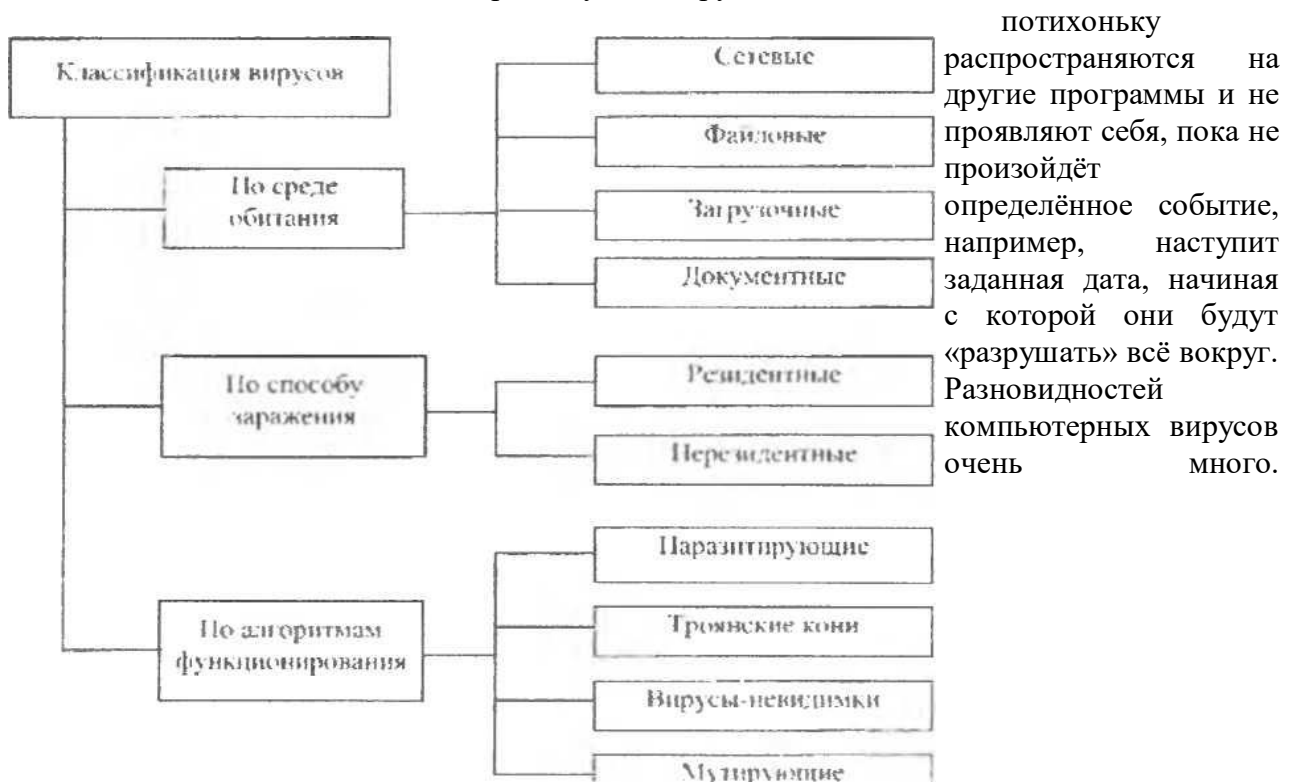 потихоньку
распространяются на
другие программы и не
проявляют себя, пока не
произойдёт
определённое событие,
например, наступит
заданная дата, начиная
с которой они будут
«разрушать» всё вокруг.
Разновидностей
компьютерных вирусов
очень много.
Классификация вирусов
По среде
обитания
Сетевые
Файловые
Загрузочные
Документные
По способу
заражения
Резидентные
Нерезидентные
По алгоритмам
функционирования
Паразитирующие
Троянские кони
Вирусы-невидимки
Мутирующие